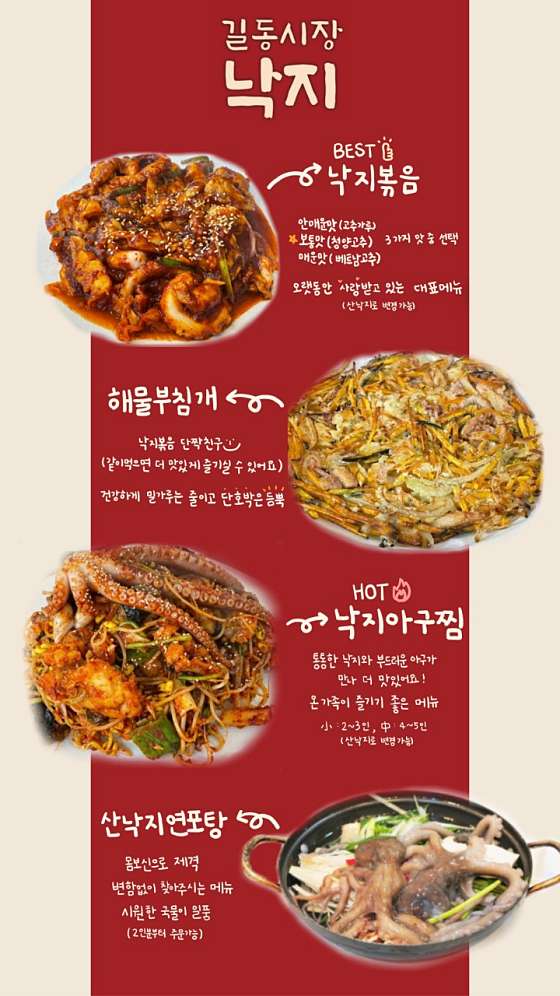 길동시장
낙지
BEST
낙지볶음
안매운맛(고추가루)
보통맛(청양고추) 3가지 맛 중 선택
매운맛(베트남고추)
오랫동안 사랑받고 있는 대표메뉴
(산낙지로 변경가능)
해물부침개
낙지볶음 단짝친구
(같이먹으면 더 맛있게 즐기실 수 있어요)
건강하게 밀가루는 줄이고 단호박은 듬뿍
HOT
낙지아구찜
통통한 낙지와 부드러운 아구가
만나 더 맛있어요!
온가족이 즐기기 좋은 메뉴
小:2~3인, 中:4~5인
(산낙지로 변경가능)
산낙지연포탕
몸보신으로 제격
변함없이 찾아주시는 메뉴
시원한 국물이 일품
(2인분부터 주문가능)